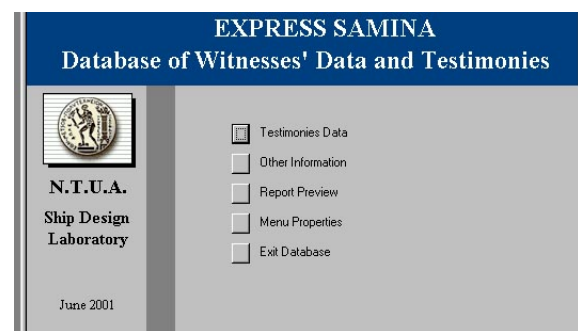 EXPRESS SAMINA
Database of Witnesses' Data and Testimonies
N.T.U.A.
Ship Design
Laboratory
June 2001
Testimonies Data
Other Information
Report Preview
Menu Properties
Exit Database